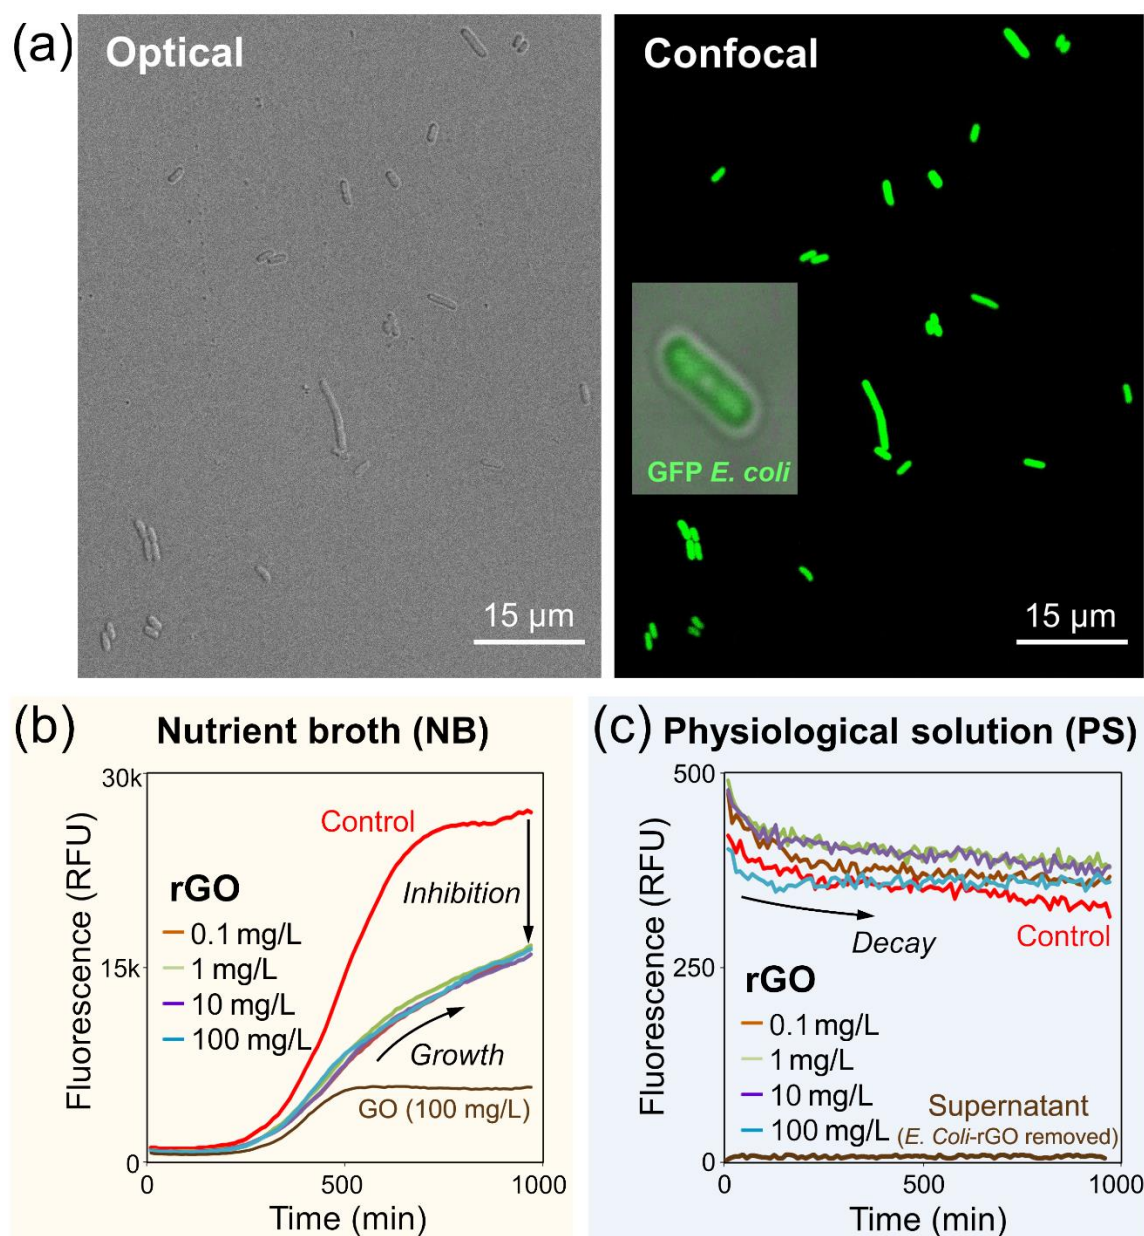 (a)
Optical
15 µm
Confocal
GFP E. coli
15 µm
(b)
Nutrient broth (NB)
Fluorescence (RFU)
30k
15k
0
Control
Inhibition
rGO
0.1 mg/L
1 mg/L
10 mg/L
100 mg/L
Growth
GO (100 mg/L)
0
500
1000
Time (min)
(c)
Physiological solution (PS)
Fluorescence (RFU)
500
250
0
Decay
Control
rGO
0.1 mg/L
1 mg/L
10 mg/L
100 mg/L
Supernatant
(E. Coli-rGO removed)
0
500
1000
Time (min)